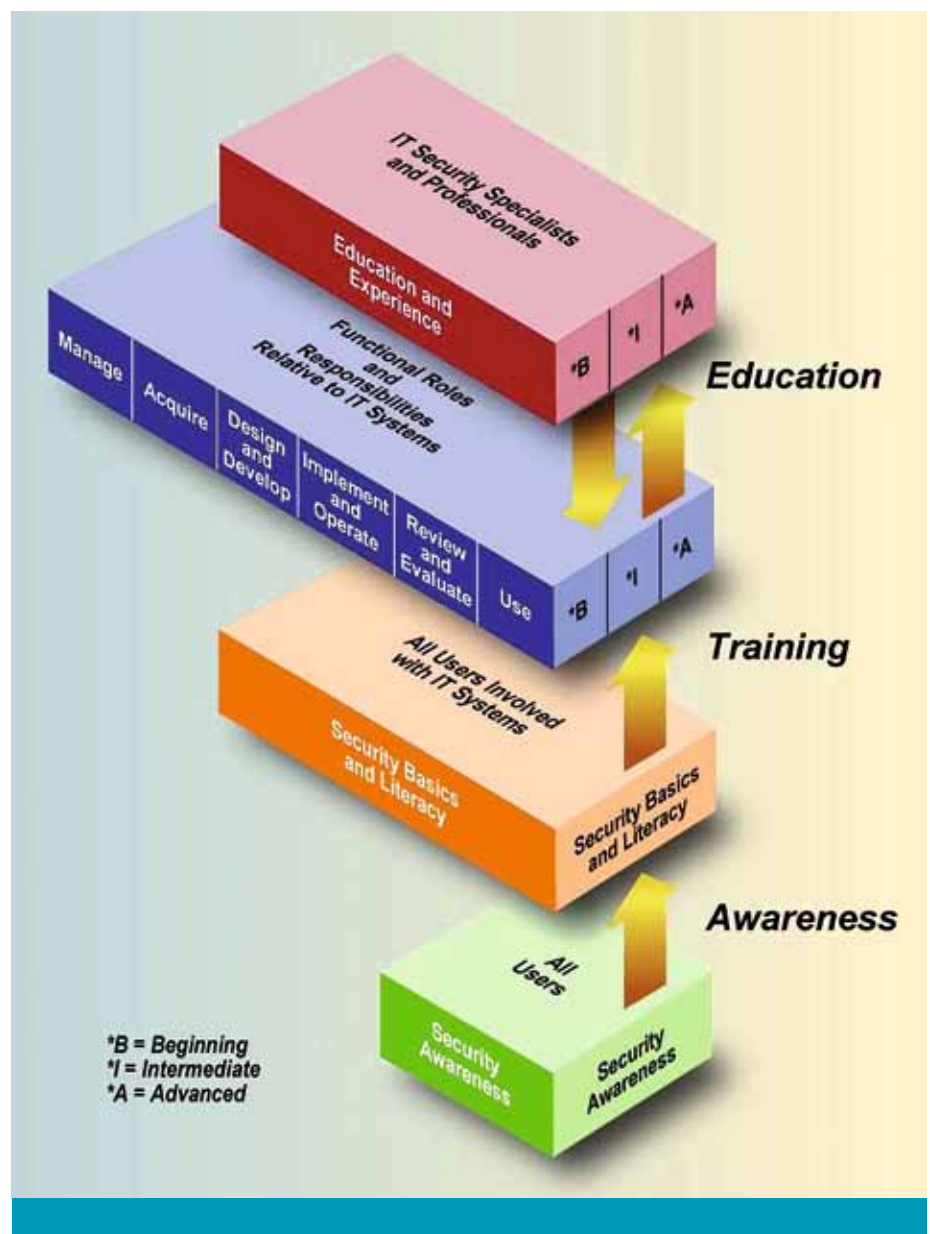 IT Security Specialists
and Professionals
Education and
Experience
*B
*I
*A
Education
Functional Roles
and
Responsibilities
Relative to IT Systems
Manage
Acquire
Design
and
Develop
Implement
and
Operate
Review
and
Evaluate
Use
*B
*I
*A
Training
All Users Involved
with IT Systems
Security Basics
and Literacy
Security Basics
and Literacy
Awareness
All
Users
Security
Awareness
Security
Awareness
*B = Beginning
*I = Intermediate
*A = Advanced